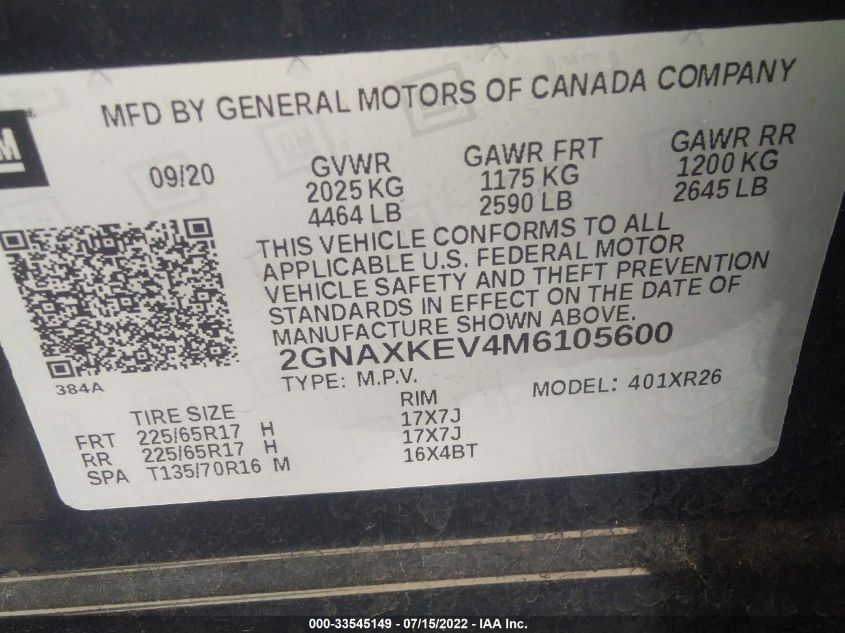 MFD BY GENERAL MOTORS OF CANADA COMPANY
GM
09/20 GVWR GAWR FRT GAWR RR
2025 KG 1175 KG 1200 KG
4464 LB 2590 LB 2645 LB
THIS VEHICLE CONFORMS TO ALL
APPLICABLE U.S. FEDERAL MOTOR
VEHICLE SAFETY AND THEFT PREVENTION
STANDARDS IN EFFECT ON THE DATE OF
MANUFACTURE SHOWN ABOVE.
2GNAXKEV4M6105600
384A
TYPE: M.P.V. MODEL: 401XR26
TIRE SIZE RIM
FRT 225/65R17 H 17X7J
RR 225/65R17 H 17X7J
SPA T135/70R16 M 16X4BT
000-33545149 - 07/15/2022 - IAA Inc.